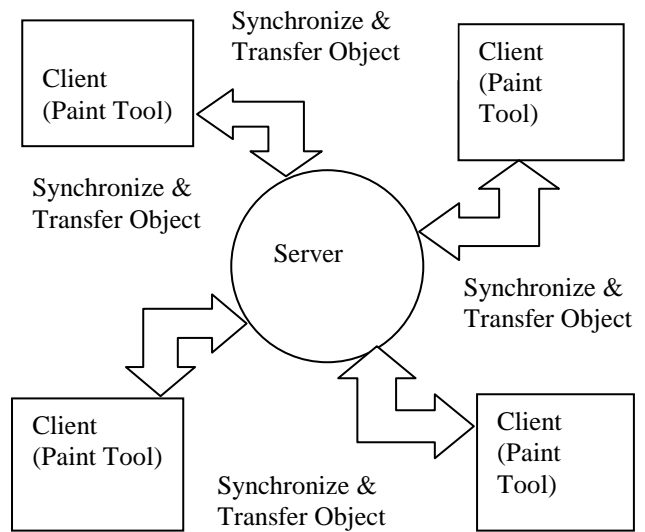 Synchronize &
Transfer Object
Client
(Paint Tool)
Client
(Paint
Tool)
Synchronize &
Transfer Object
Server
Synchronize &
Transfer Object
Client
(Paint Tool)
Client
(Paint
Tool)
Synchronize &
Transfer Object